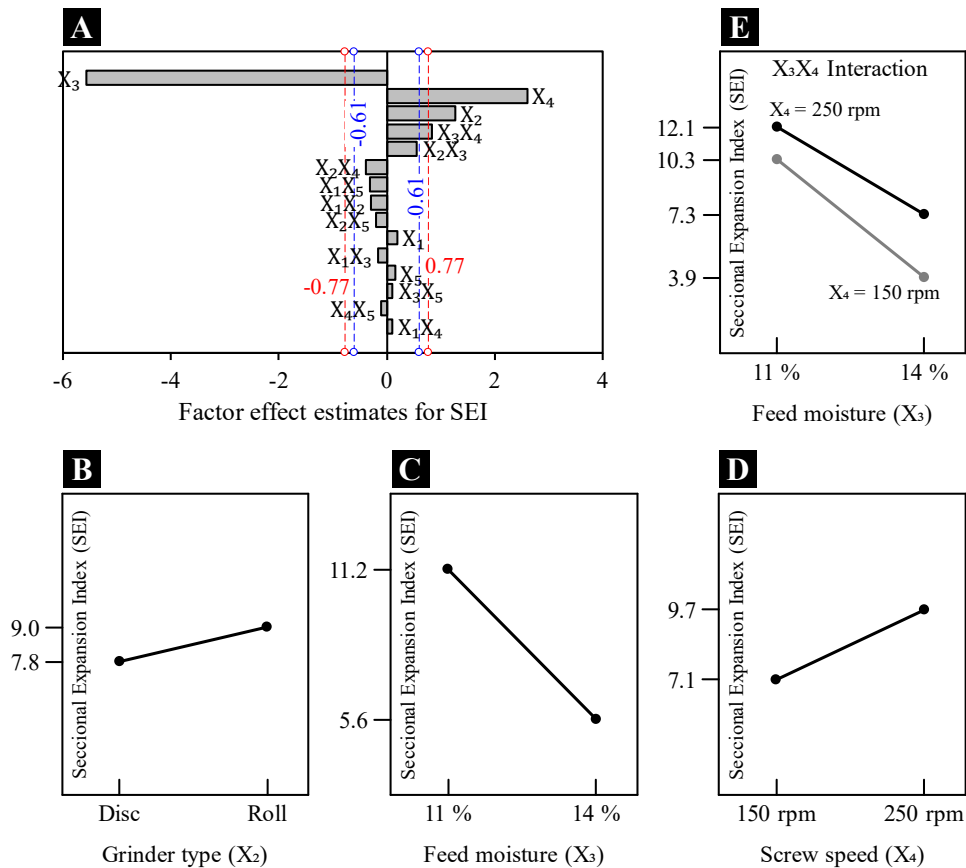 A
X₃
X₄
X₂
X₃X₄
X₂X₃
X₂X₄
X₁X₅
X₁X₂
X₂X₅
X₁
X₁X₃
X₅
X₃X₅
X₄X₅
X₁X₄
-0.61
0.61
-0.77
0.77
-6
-4
-2
0
2
4
Factor effect estimates for SEI
E
X₃X₄ Interaction
X₄ = 250 rpm
X₄ = 150 rpm
Seccional Expansion Index (SEI)
12.1
10.3
7.3
3.9
11 %
14 %
Feed moisture (X₃)
B
Seccional Expansion Index (SEI)
9.0
7.8
Disc
Roll
Grinder type (X₂)
C
Seccional Expansion Index (SEI)
11.2
5.6
11 %
14 %
Feed moisture (X₃)
D
Seccional Expansion Index (SEI)
9.7
7.1
150 rpm
250 rpm
Screw speed (X₄)